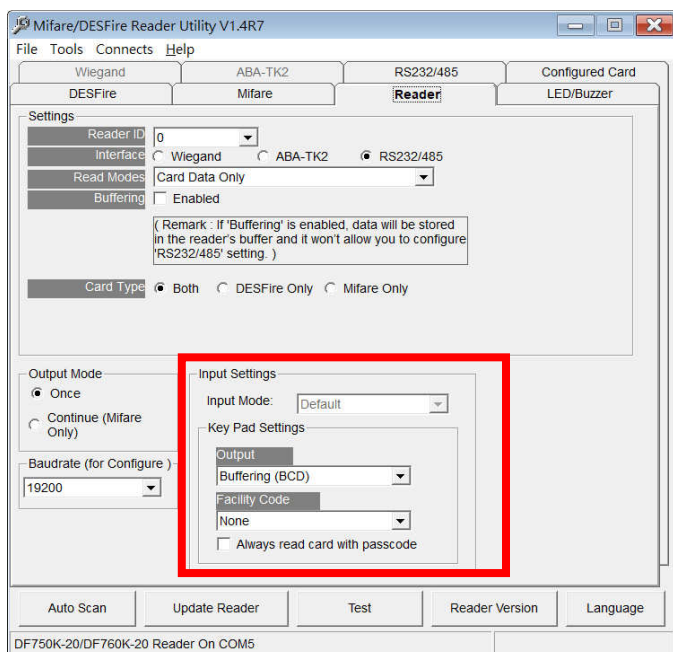 Mifare/DESFire Reader Utility V1.4R7
File Tools Connects Help
Wiegand ABA-TK2 RS232/485 Configured Card
DESFire Mifare Reader LED/Buzzer
Settings
Reader ID 0
Interface Wiegand ABA-TK2 RS232/485
Read Modes Card Data Only
Buffering Enabled
( Remark : If 'Buffering' is enabled, data will be stored
in the reader's buffer and it won't allow you to configure
'RS232/485' setting. )
Card Type Both DESFire Only Mifare Only
Output Mode
Once
Continue (Mifare
Only)
Baudrate (for Configure )
19200
Input Settings
Input Mode: Default
Key Pad Settings
Output
Buffering (BCD)
Facility Code
None
Always read card with passcode
Auto Scan Update Reader Test Reader Version Language
DF750K-20/DF760K-20 Reader On COM5